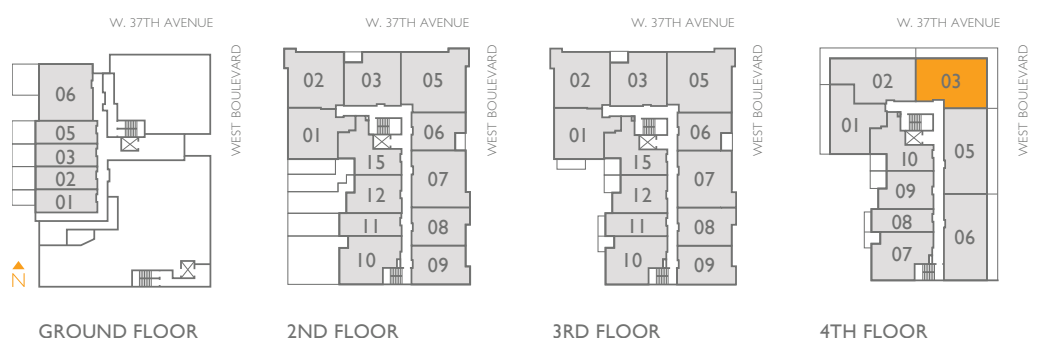 W. 37TH AVENUE
WEST BOULEVARD
06
05
03
02
01
N
GROUND FLOOR
W. 37TH AVENUE
WEST BOULEVARD
02
03
05
01
06
15
07
12
11
08
10
09
2ND FLOOR
W. 37TH AVENUE
WEST BOULEVARD
02
03
05
01
06
15
07
12
11
08
10
09
3RD FLOOR
W. 37TH AVENUE
WEST BOULEVARD
02
03
01
05
10
09
08
06
07
4TH FLOOR